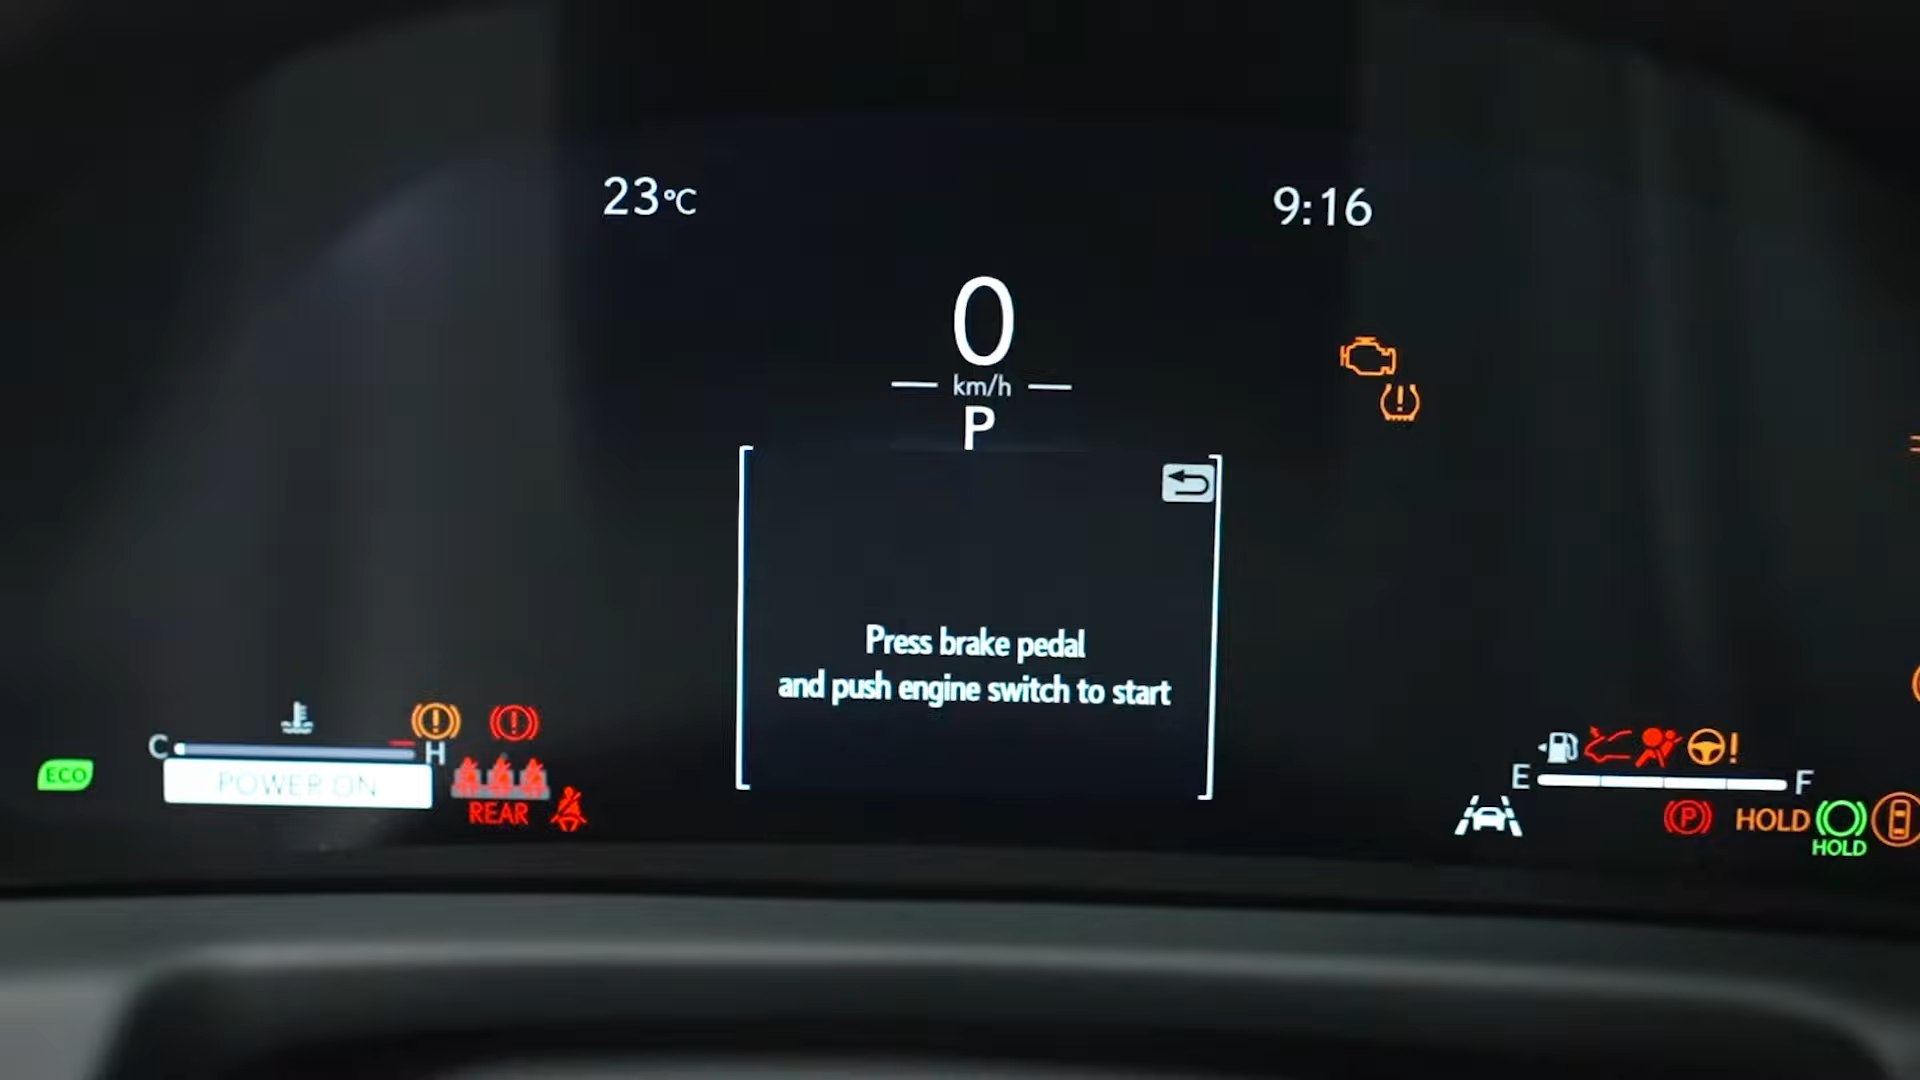 23°C
9:16
0
km/h
P
Press brake pedal
and push engine switch to start
C
H
ECO
POWER ON
REAR
E
F
P
HOLD
HOLD